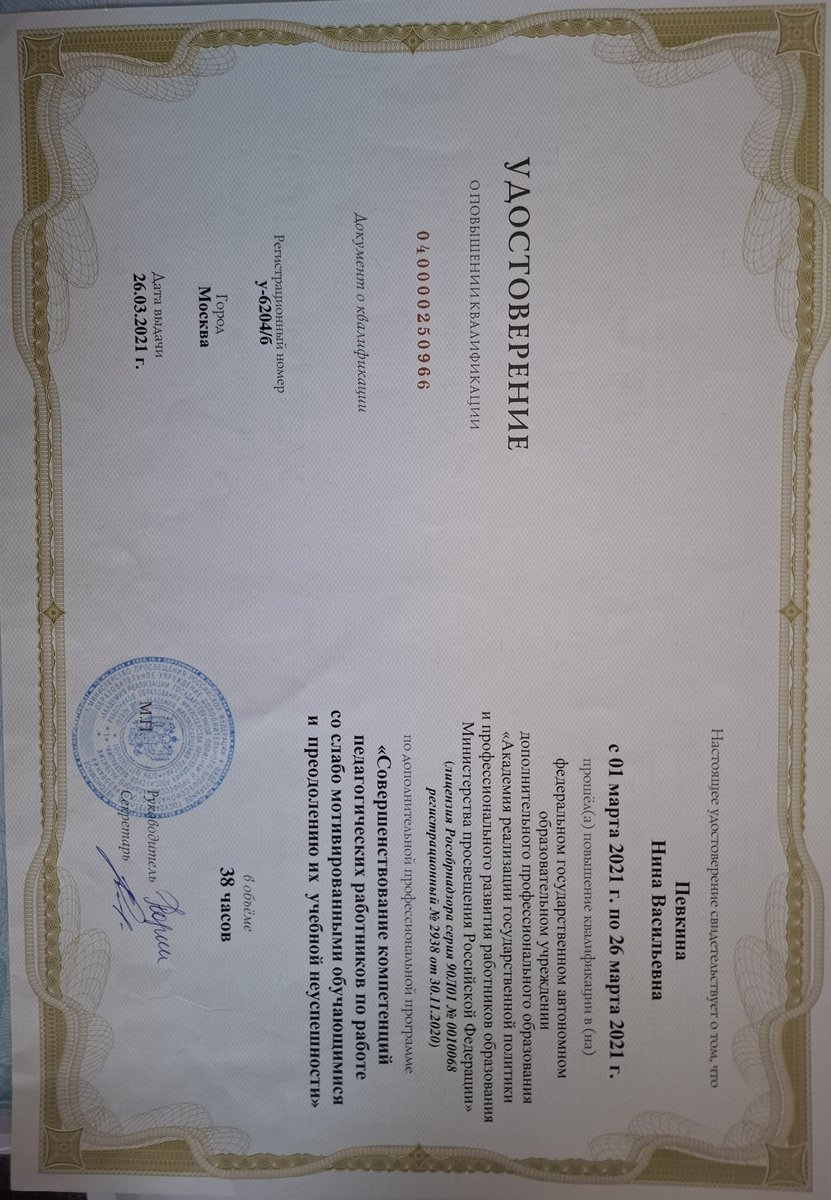 УДОСТОВЕРЕНИЕ
О ПОВЫШЕНИИ КВАЛИФИКАЦИИ
040000250966
Документ о квалификации
Регистрационный номер
у-6204/б
Город
Москва
Дата выдачи
26.03.2021 г.
Настоящее удостоверение свидетельствует о том, что
Певкина
Нина Васильевна
с 01 марта 2021 г. по 26 марта 2021 г.
прошёл(а) повышение квалификации в (на)
федеральном государственном автономном
образовательном учреждении
дополнительного профессионального образования
«Академия реализации государственной политики
и профессионального развития работников образования
Министерства просвещения Российской Федерации»
(лицензия Рособрнадзора серия 90Л01 № 0010068
регистрационный № 2938 от 30.11.2020)
по дополнительной профессиональной программе
«Совершенствование компетенций
педагогических работников по работе
со слабо мотивированными обучающимися
и преодолению их учебной неуспешности»
в объёме
38 часов
М.П.
Руководитель
Секретарь